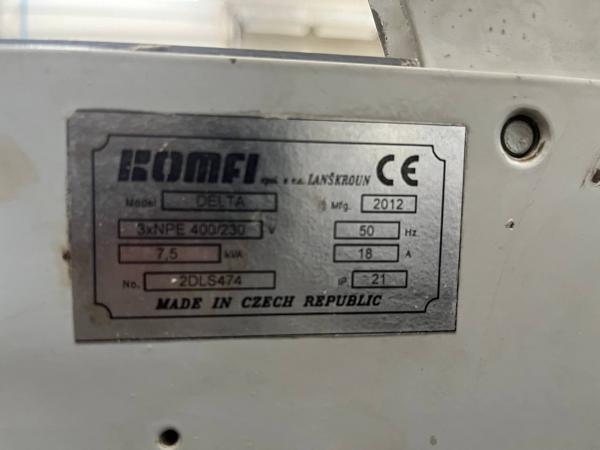 KOMFI spol. s r.o. LANŠKROUN CE
Model DELTA Mfg. 2012
3xNPE 400/230 V 50 Hz
7,5 kVA 18 A
No. 2DLS474 IP 21
MADE IN CZECH REPUBLIC